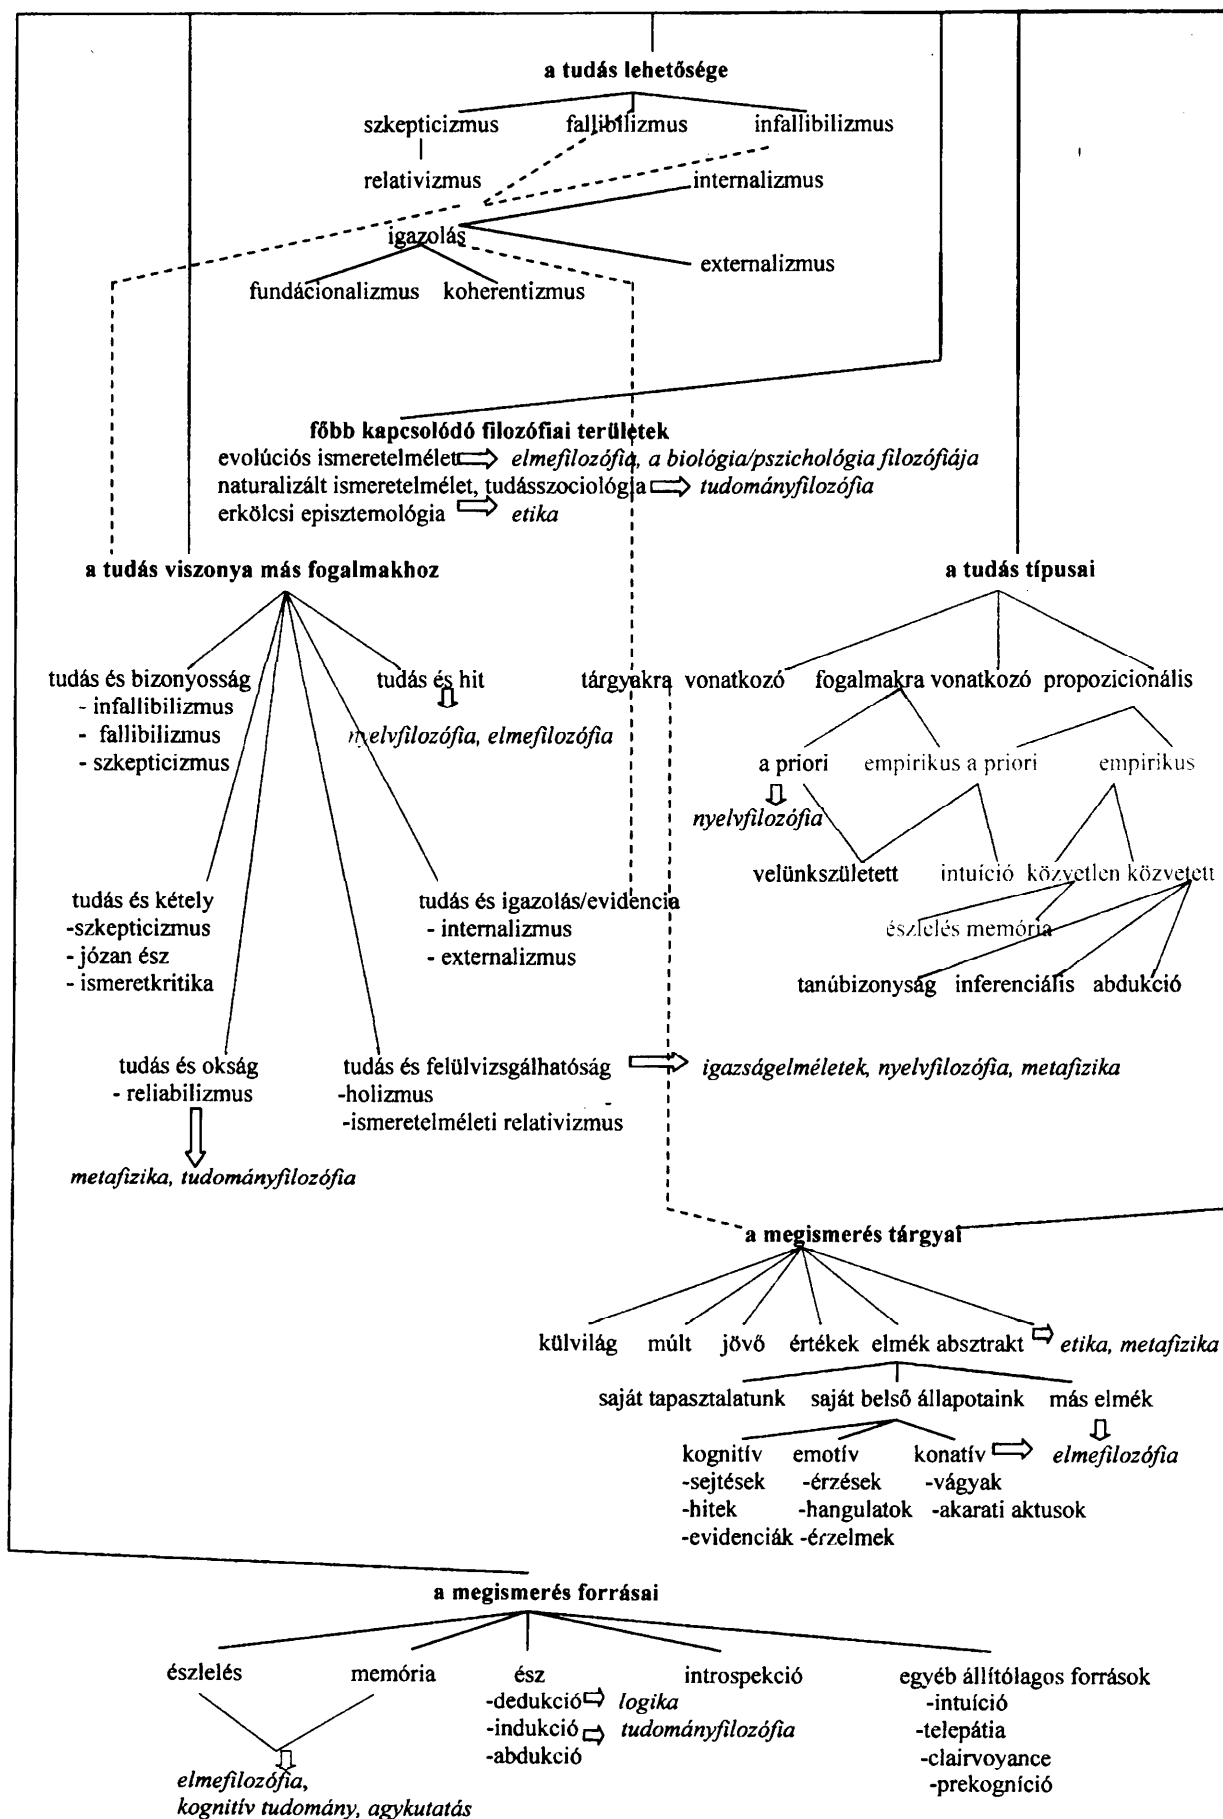 a tudás lehetősége
szkepticizmus fallibilizmus infallibilizmus
relativizmus internalizmus
igazolás
externalizmus
fundácionalizmus koherentizmus
főbb kapcsolódó filozófiai területek
evolúciós ismeretelmélet ⇨ elmefilozófia, a biológia/pszichológia filozófiája
naturalizált ismeretelmélet, tudásszociológia ⇨ tudományfilozófia
erkölcsi episztemológia ⇨ etika
a tudás viszonya más fogalmakhoz
tudás és bizonyosság
- infallibilizmus
- fallibilizmus
- szkepticizmus
tudás és hit
nyelvfilozófia, elmefilozófia
tudás és kétely
-szkepticizmus
- józan ész
- ismeretkritika
tudás és igazolás/evidencia
- internalizmus
- externalizmus
tudás és okság
- reliabilizmus
metafizika, tudományfilozófia
tudás és felülvizsgálhatóság ⇨ igazságelméletek, nyelvfilozófia, metafizika
-holizmus
-ismeretelméleti relativizmus
a tudás típusai
tárgyakra vonatkozó fogalmakra vonatkozó propozicionális
a priori empirikus a priori empirikus
nyelvfilozófia
velünkszületett intuíció közvetlen közvetett
észlelés memória
tanúbizonyság inferenciális abdukció
a megismerés tárgyai
külvilág múlt jövő értékek elmék absztrakt ⇨ etika, metafizika
saját tapasztalatunk saját belső állapotaink más elmék
kognitív emotív konatív ⇨ elmefilozófia
-sejtések -érzések -vágyak
-hitek -hangulatok -akarati aktusok
-evidenciák -érzelmek
a megismerés forrásai
észlelés memória ész introspekció egyéb állítólagos források
-dedukció ⇨ logika -intuíció
-indukció ⇨ tudományfilozófia -telepátia
-abdukció -clairvoyance
elmefilozófia, -prekogníció
kognitív tudomány, agykutatás